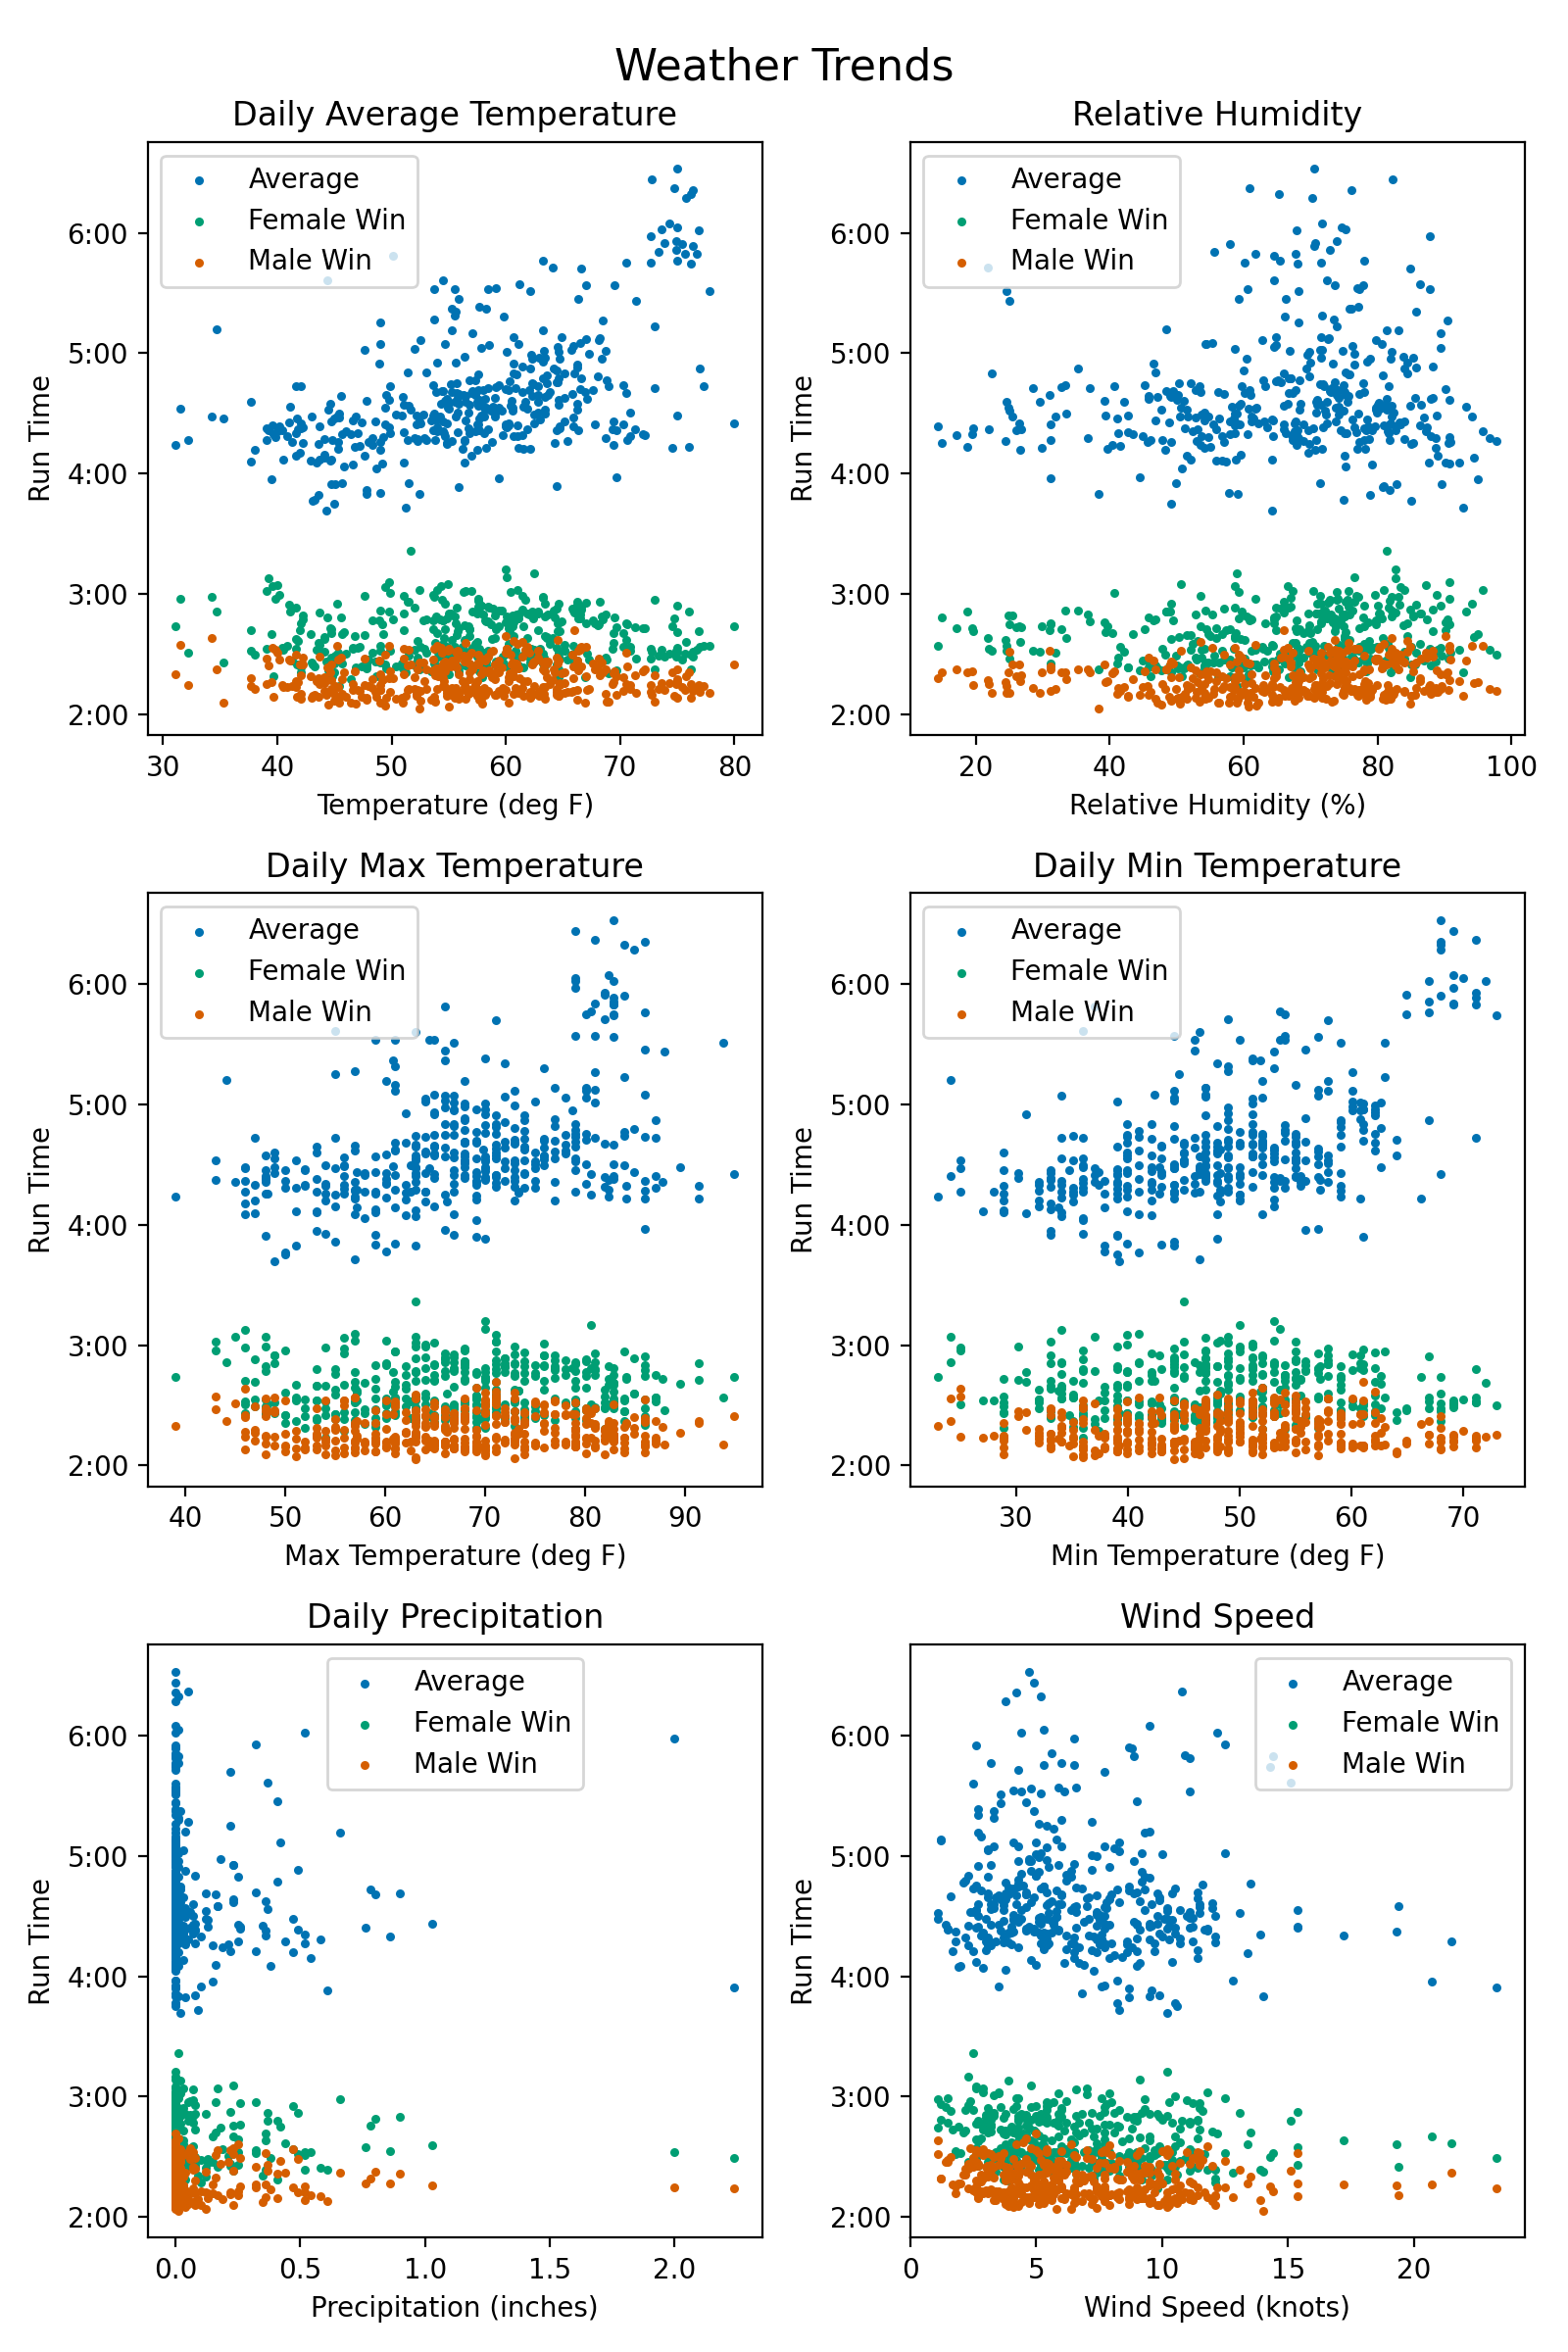 Weather Trends
Daily Average Temperature
Average
Female Win
Male Win
6:00
5:00
4:00
3:00
2:00
Run Time
30 40 50 60 70 80
Temperature (deg F)
Relative Humidity
Average
Female Win
Male Win
6:00
5:00
4:00
3:00
2:00
Run Time
20 40 60 80 100
Relative Humidity (%)
Daily Max Temperature
Average
Female Win
Male Win
6:00
5:00
4:00
3:00
2:00
Run Time
40 50 60 70 80 90
Max Temperature (deg F)
Daily Min Temperature
Average
Female Win
Male Win
6:00
5:00
4:00
3:00
2:00
Run Time
30 40 50 60 70
Min Temperature (deg F)
Daily Precipitation
Average
Female Win
Male Win
6:00
5:00
4:00
3:00
2:00
Run Time
0.0 0.5 1.0 1.5 2.0
Precipitation (inches)
Wind Speed
Average
Female Win
Male Win
6:00
5:00
4:00
3:00
2:00
Run Time
0 5 10 15 20
Wind Speed (knots)